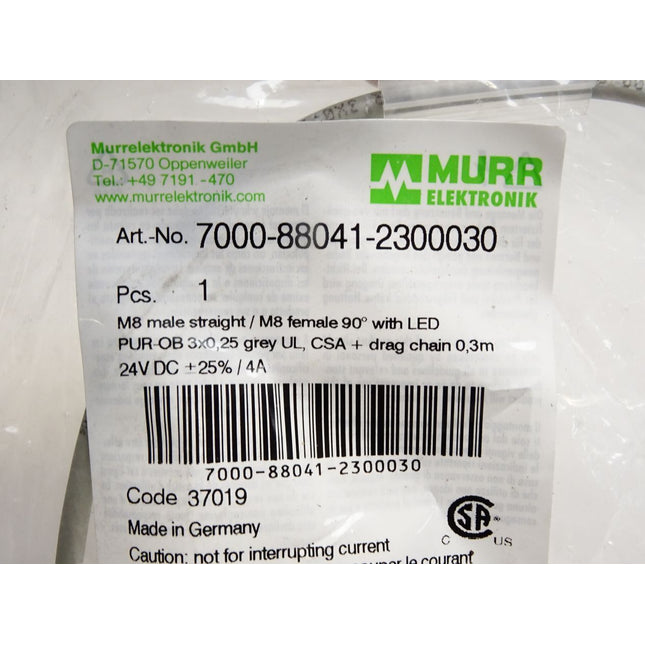 Murrelektronik GmbH
D-71570 Oppenweiler
Tel.: +49 7191 -470
www.murrelektronik.com
MURR
ELEKTRONIK
Art.-No. 7000-88041-2300030
Pcs. 1
M8 male straight / M8 female 90° with LED
PUR-OB 3x0,25 grey UL, CSA + drag chain 0,3m
24V DC ±25% / 4A
7000-88041-2300030
Code 37019
Made in Germany
Caution: not for interrupting current
le courant
C SA US